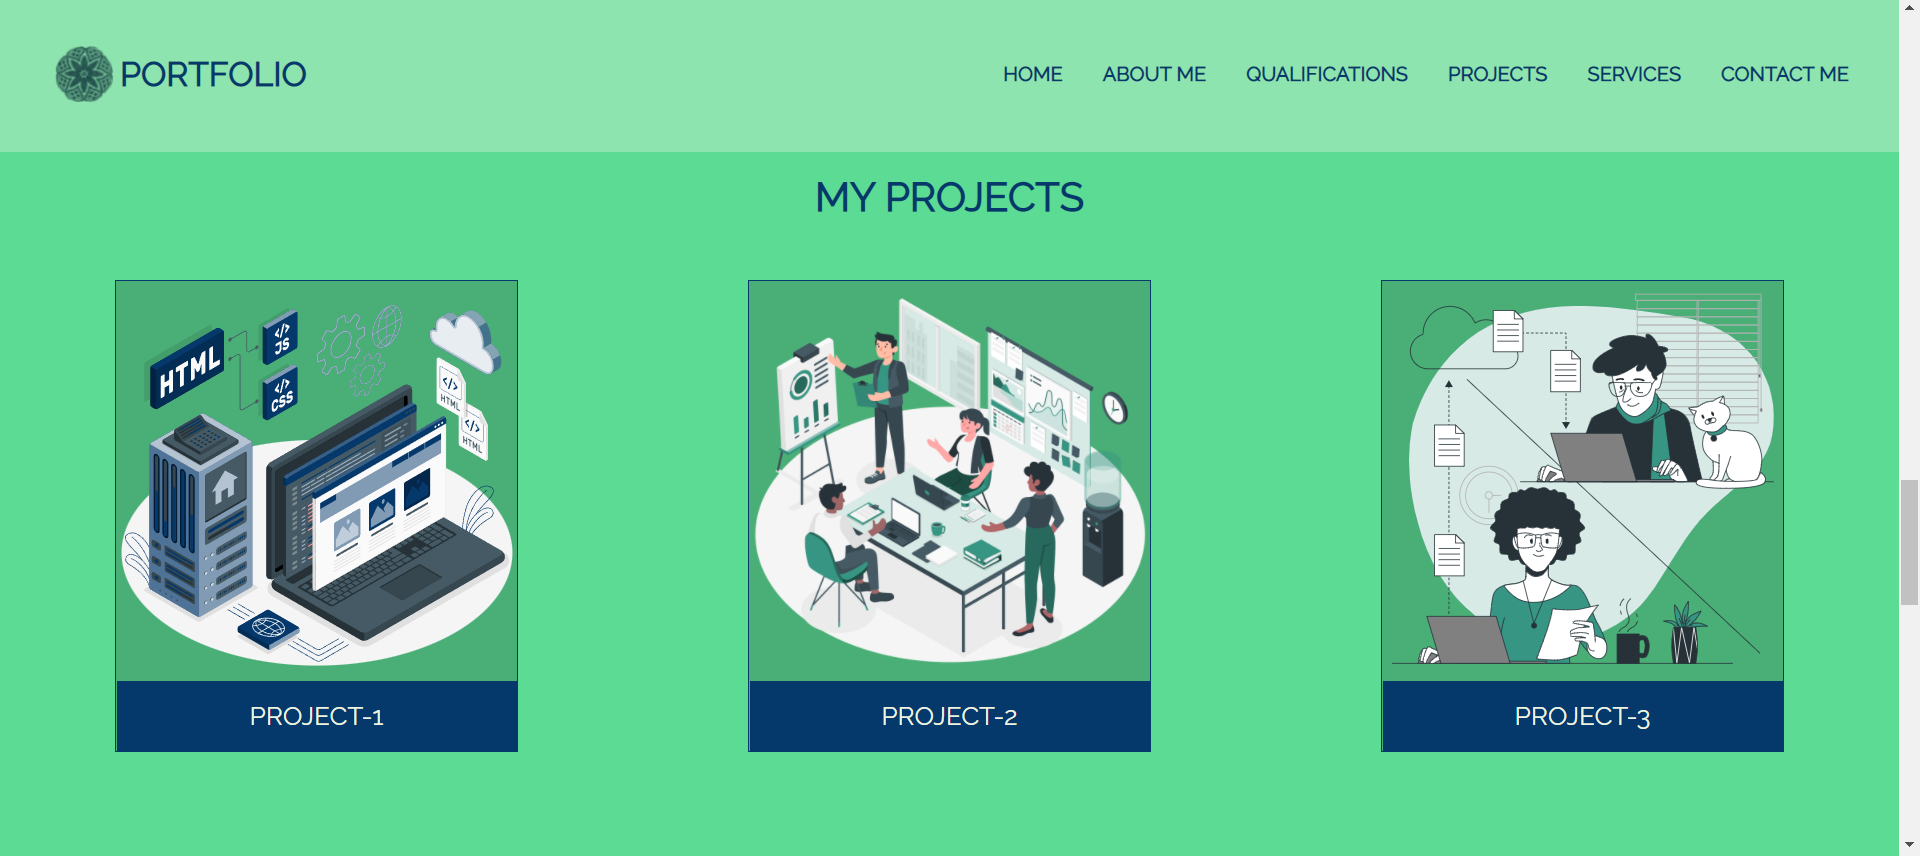 PORTFOLIO
HOME ABOUT ME QUALIFICATIONS PROJECTS SERVICES CONTACT ME
MY PROJECTS
HTML
</>
JS
</>
CSS
</>
HTML
</>
HTML
PROJECT-1
PROJECT-2
PROJECT-3